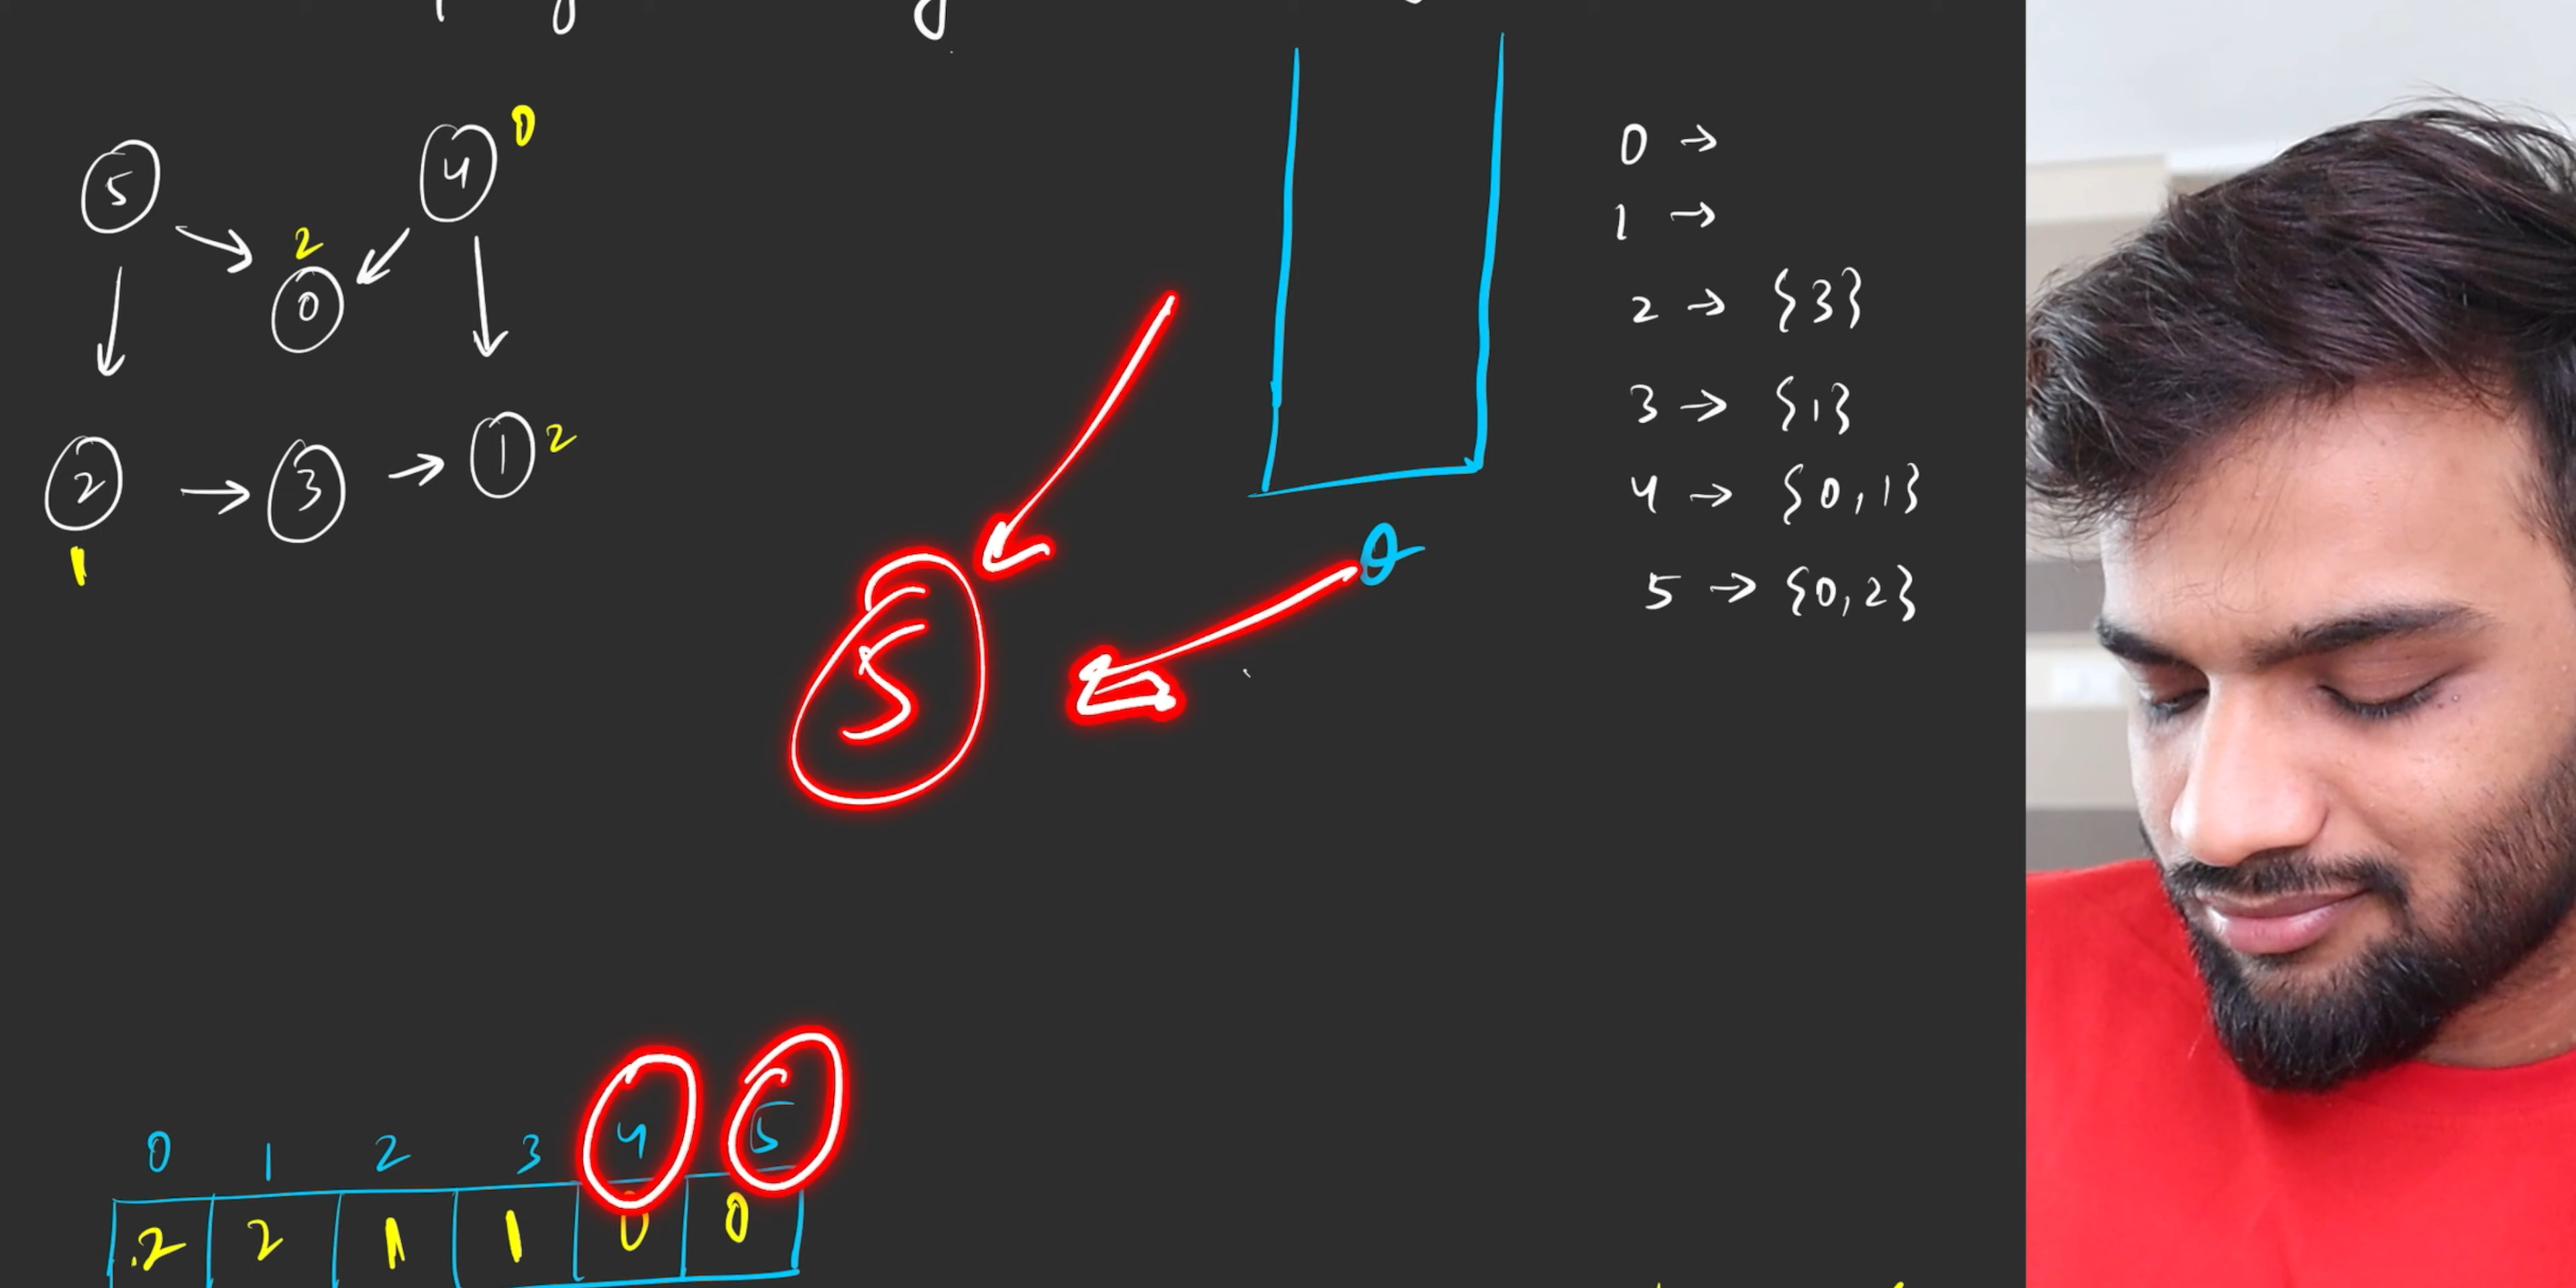 5 4 0
2
0
2 3 1 2
1
5
Q
0 →
1 →
2 → {3}
3 → {1}
4 → {0, 1}
5 → {0, 2}
0 1 2 3 4 5
2 2 1 1 0 0